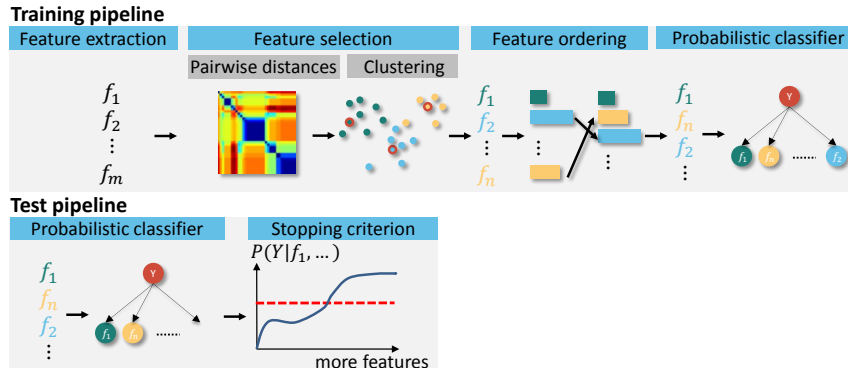 Training pipeline
Feature extraction
Feature selection
Feature ordering
Probabilistic classifier
Pairwise distances
Clustering
f₁
f₂
⋮
fₘ
f₁
f₂
⋮
fₙ
⋮
⋮
f₁
fₙ
f₂
⋮
Y
f₁ fₙ ........ f₂
Test pipeline
Probabilistic classifier
Stopping criterion
f₁
fₙ
f₂
⋮
Y
f₁ fₙ ........
P(Y|f₁, ...)
more features